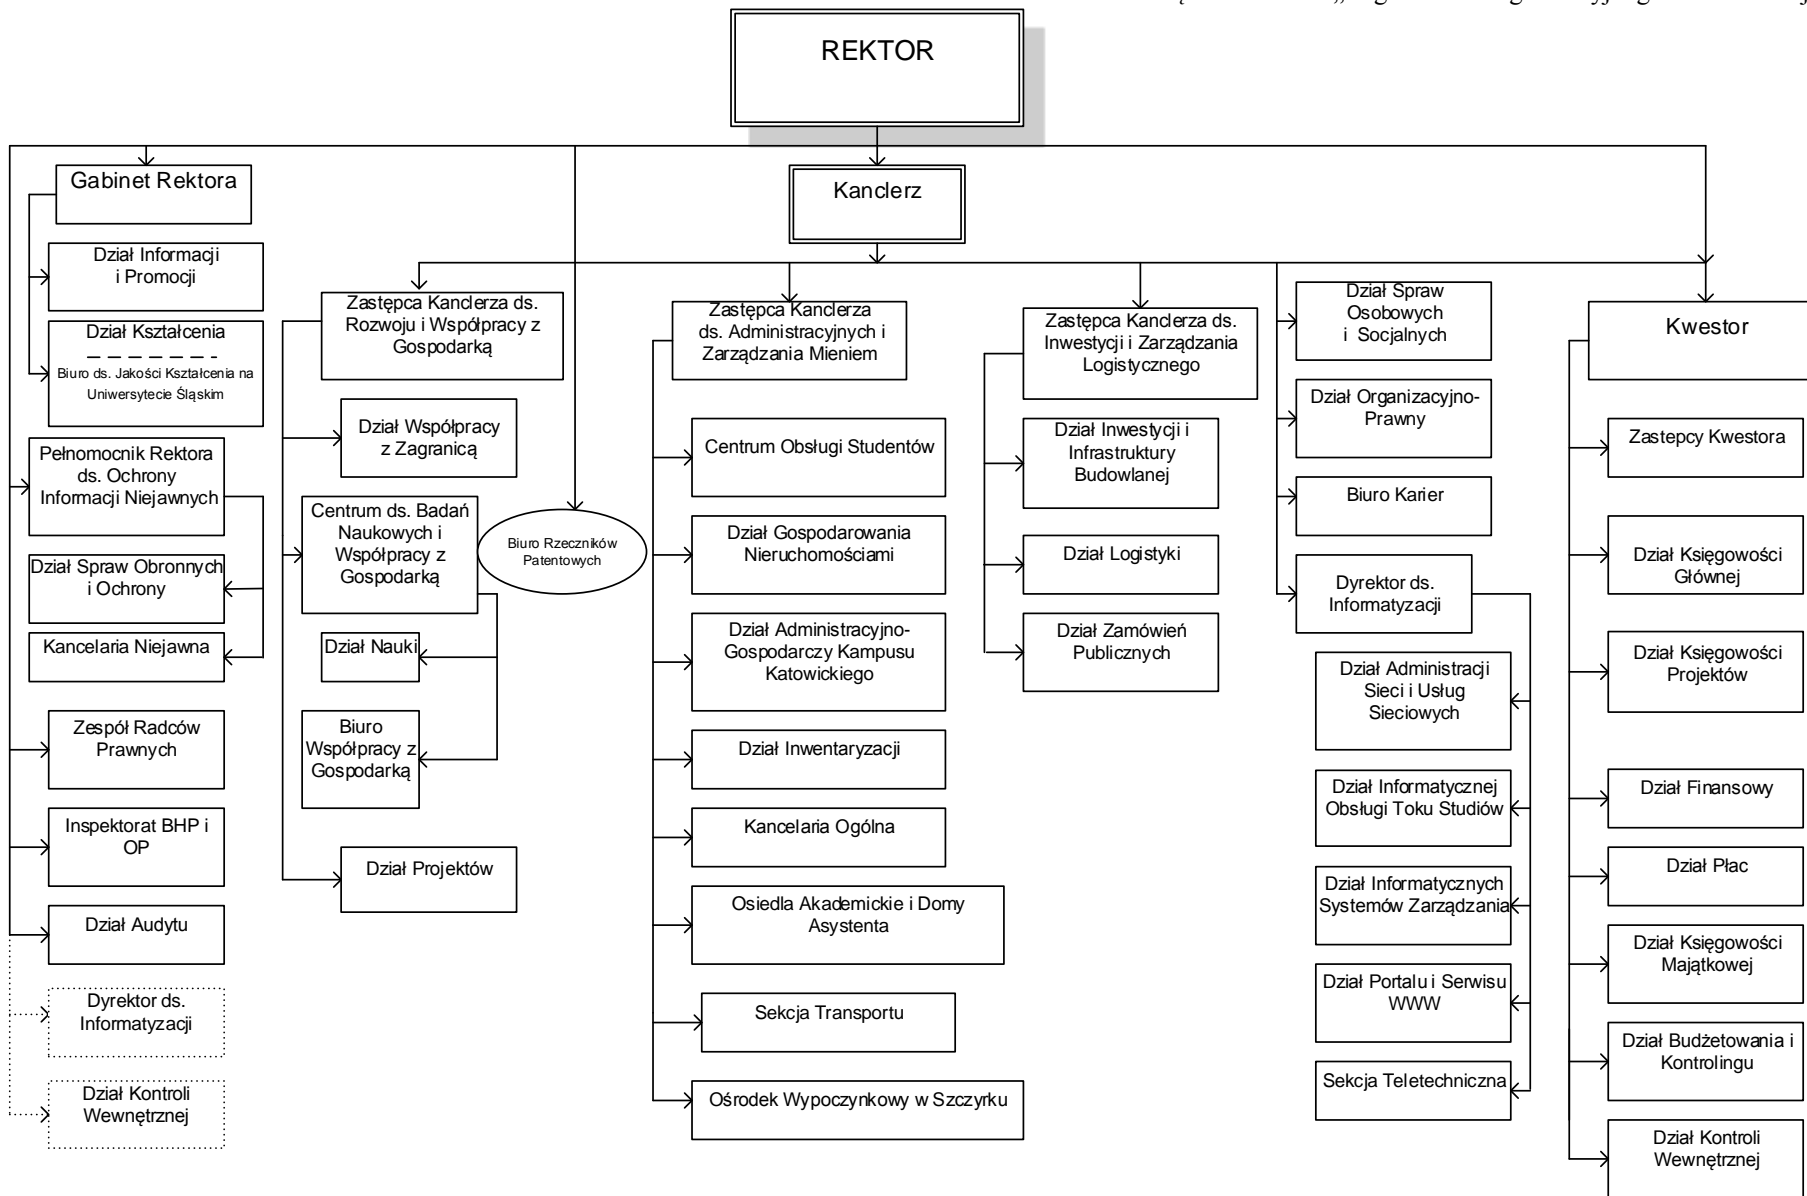 REKTOR
Gabinet Rektora
Kanclerz
Dział Informacji
i Promocji
Dział Kształcenia
Biuro ds. Jakości Kształcenia na
Uniwersytecie Śląskim
Pełnomocnik Rektora
ds. Ochrony
Informacji Niejawnych
Dział Spraw Obronnych
i Ochrony
Kancelaria Niejawna
Zespół Radców
Prawnych
Inspektorat BHP i
OP
Dział Audytu
Dyrektor ds.
Informatyzacji
Dział Kontroli
Wewnętrznej
Zastępca Kanclerza ds.
Rozwoju i Współpracy z
Gospodarką
Dział Współpracy
z Zagranicą
Centrum ds. Badań
Naukowych i
Współpracy z
Gospodarką
Biuro Rzeczników
Patentowych
Dział Nauki
Biuro
Współpracy z
Gospodarką
Dział Projektów
Zastępca Kanclerza
ds. Administracyjnych i
Zarządzania Mieniem
Centrum Obsługi Studentów
Dział Gospodarowania
Nieruchomościami
Dział Administracyjno-
Gospodarczy Kampusu
Katowickiego
Dział Inwentaryzacji
Kancelaria Ogólna
Osiedla Akademickie i Domy
Asystenta
Sekcja Transportu
Ośrodek Wypoczynkowy w Szczyrku
Zastępca Kanclerza ds.
Inwestycji i Zarządzania
Logistycznego
Dział Inwestycji i
Infrastruktury
Budowlanej
Dział Logistyki
Dział Zamówień
Publicznych
Dział Spraw
Osobowych
i Socjalnych
Dział Organizacyjno-
Prawny
Biuro Karier
Dyrektor ds.
Informatyzacji
Dział Administracji
Sieci i Usług
Sieciowych
Dział Informatycznej
Obsługi Toku Studiów
Dział Informatycznych
Systemów Zarządzania
Dział Portalu i Serwisu
WWW
Sekcja Teletechniczna
Kwestor
Zastepcy Kwestora
Dział Księgowości
Głównej
Dział Księgowości
Projektów
Dział Finansowy
Dział Płac
Dział Księgowości
Majątkowej
Dział Budżetowania i
Kontrolingu
Dział Kontroli
Wewnętrznej